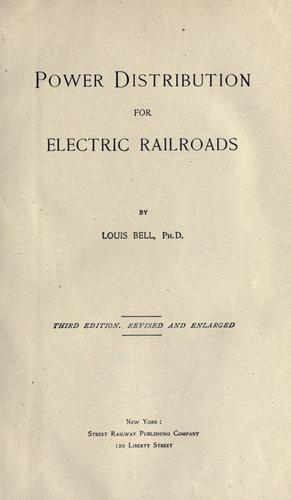 POWER DISTRIBUTION
FOR
ELECTRIC RAILROADS
BY
LOUIS BELL, PH.D.
THIRD EDITION. REVISED AND ENLARGED
NEW YORK:
STREET RAILWAY PUBLISHING COMPANY
120 LIBERTY STREET